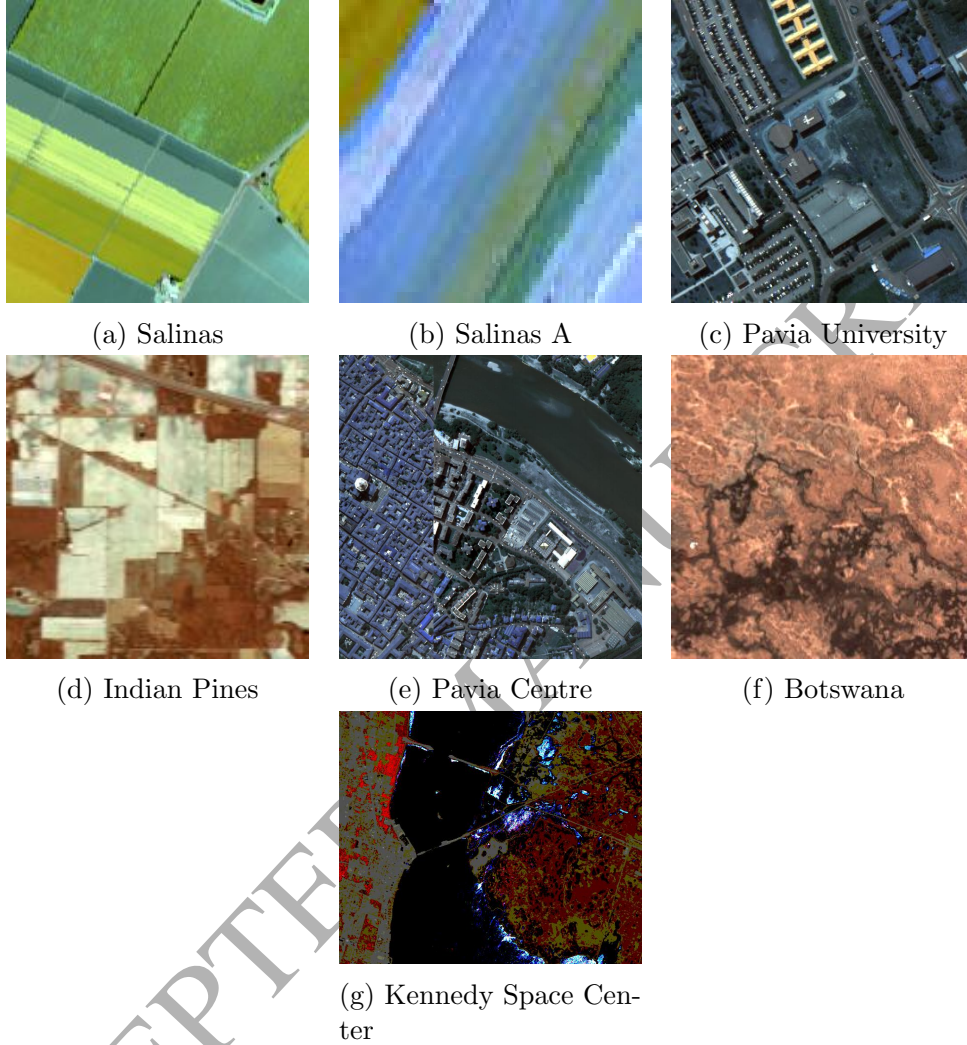 (a) Salinas
(b) Salinas A
(c) Pavia University
(d) Indian Pines
(e) Pavia Centre
(f) Botswana
(g) Kennedy Space Cen-
ter